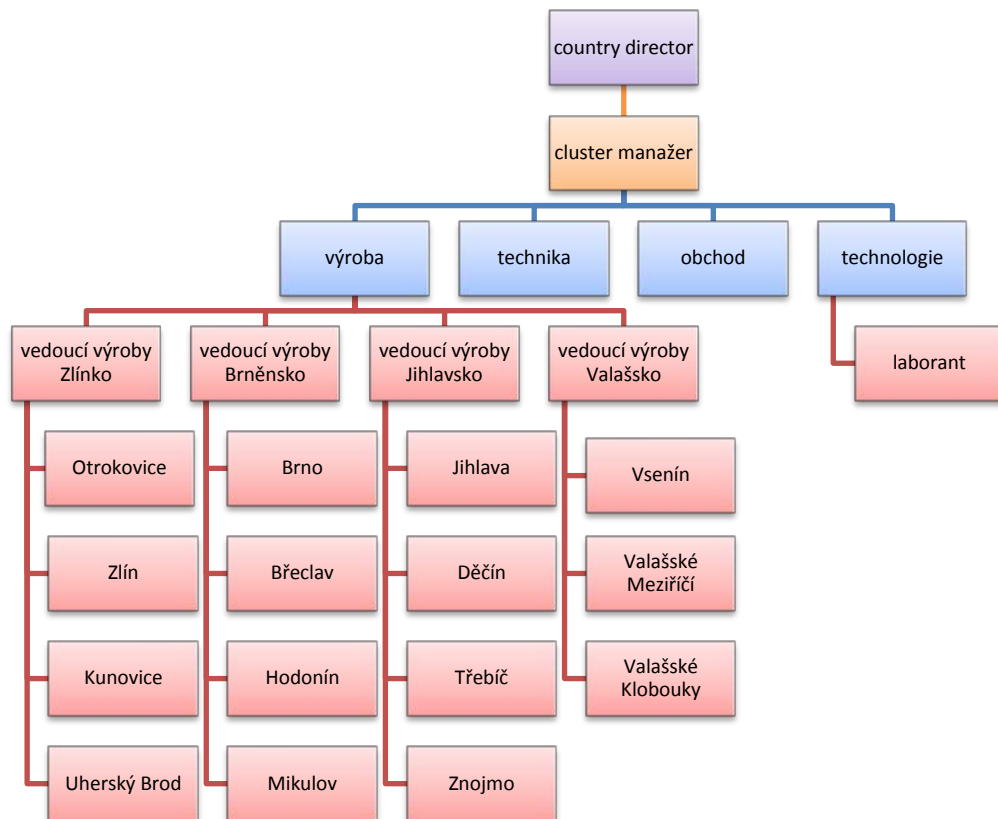 country director
cluster manažer
výroba
technika
obchod
technologie
vedoucí výroby
Zlínko
vedoucí výroby
Brněnsko
vedoucí výroby
Jihlavsko
vedoucí výroby
Valašsko
laborant
Otrokovice
Brno
Jihlava
Vsenín
Zlín
Břeclav
Děčín
Valašské
Meziříčí
Kunovice
Hodonín
Třebíč
Valašské
Klobouky
Uherský Brod
Mikulov
Znojmo